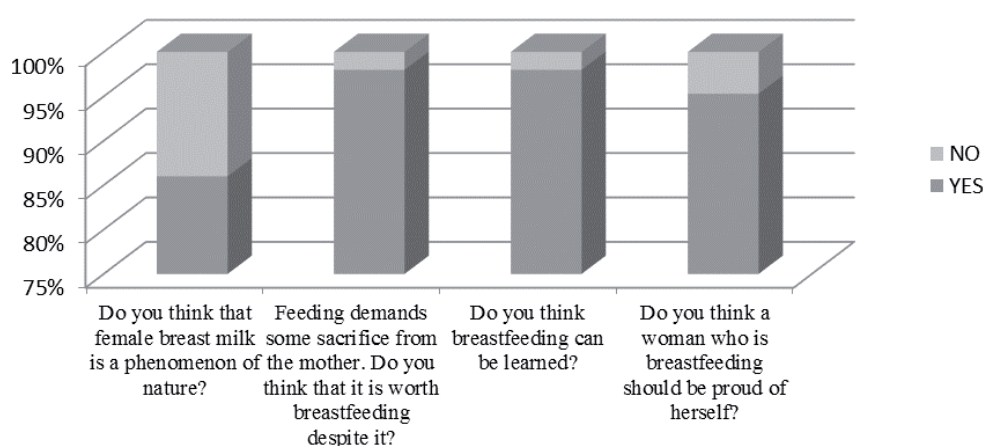 100%
95%
90%
85%
80%
75%
NO
YES
Do you think that
female breast milk
is a phenomenon of
nature?
Feeding demands
some sacrifice from
the mother. Do you
think that it is worth
breastfeeding
despite it?
Do you think
breastfeeding can
be learned?
Do you think a
woman who is
breastfeeding
should be proud of
herself?